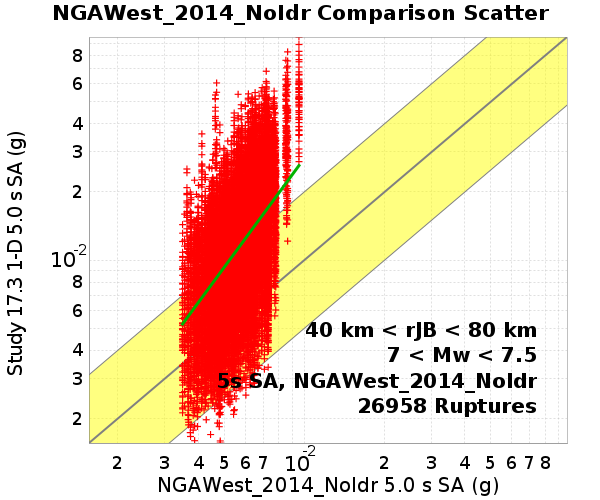 NGAWest_2014_NoIdr Comparison Scatter
Study 17.3 1-D 5.0 s SA (g)
8
6
4
3
2
10-2
8
6
4
3
2
40 km < rJB < 80 km
7 < Mw < 7.5
5s SA, NGAWest_2014_NoIdr
26958 Ruptures
2 3 4 5 6 7 10-2 2 3 4 5 6 7 8
NGAWest_2014_NoIdr 5.0 s SA (g)